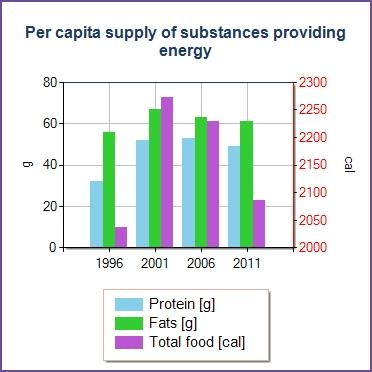 Per capita supply of substances providing
energy
80
60
40
20
0
g
2300
2250
2200
2150
2100
2050
2000
cal
1996 2001 2006 2011
Protein [g]
Fats [g]
Total food [cal]